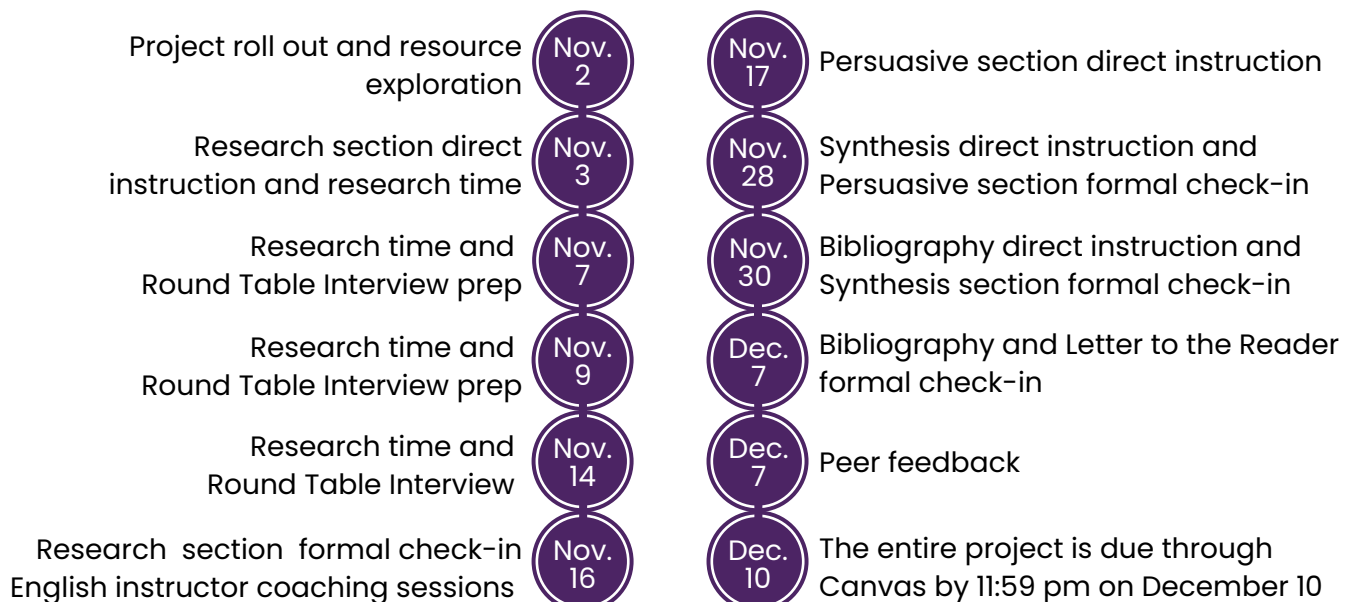 Project roll out and resource
exploration
Nov.
2
Research section direct
instruction and research time
Nov.
3
Research time and
Round Table Interview prep
Nov.
7
Research time and
Round Table Interview prep
Nov.
9
Research time and
Round Table Interview
Nov.
14
Research section formal check-in
English instructor coaching sessions
Nov.
16
Nov.
17
Persuasive section direct instruction
Nov.
28
Synthesis direct instruction and
Persuasive section formal check-in
Nov.
30
Bibliography direct instruction and
Synthesis section formal check-in
Dec.
7
Bibliography and Letter to the Reader
formal check-in
Dec.
7
Peer feedback
Dec.
10
The entire project is due through
Canvas by 11:59 pm on December 10